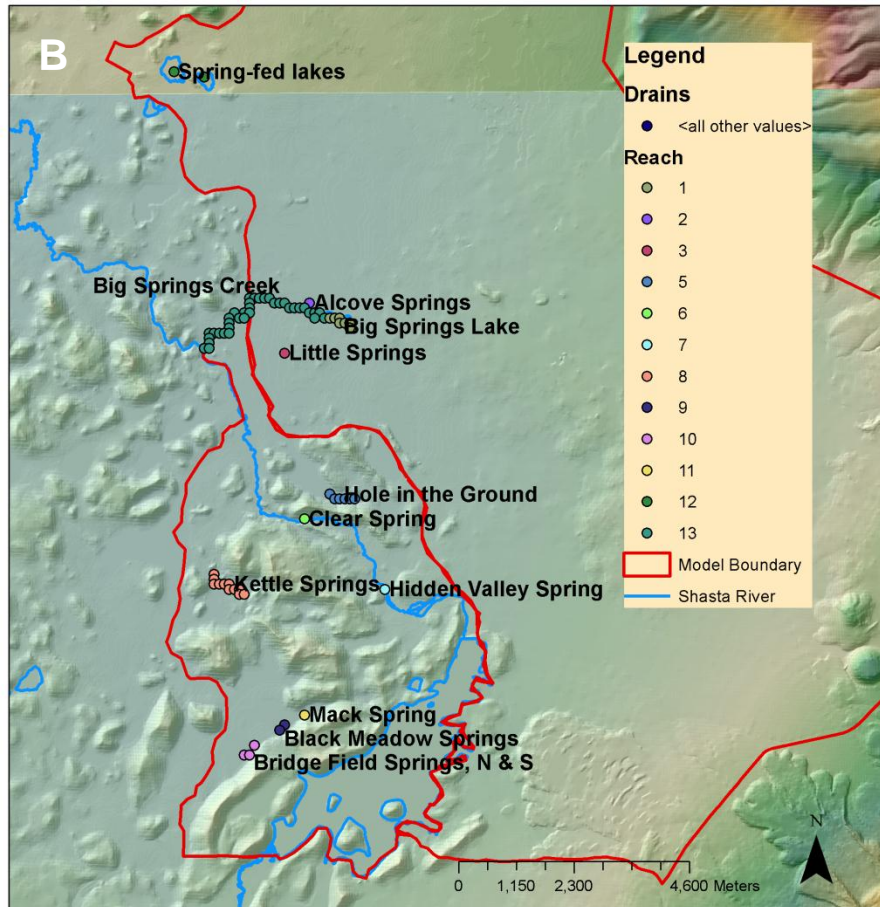 B
Spring-fed lakes
Big Springs Creek
Alcove Springs
Big Springs Lake
Little Springs
Hole in the Ground
Clear Spring
Kettle Springs
Hidden Valley Spring
Mack Spring
Black Meadow Springs
Bridge Field Springs, N & S
Legend
Drains
<all other values>
Reach
1
2
3
5
6
7
8
9
10
11
12
13
Model Boundary
Shasta River
N
0 1,150 2,300 4,600 Meters